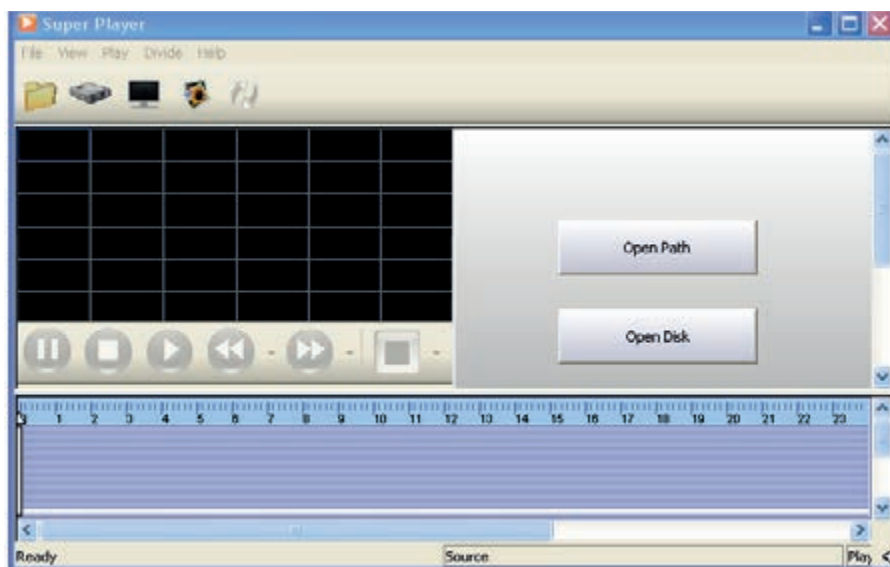 Super Player
File View Play Divide Help
Open Path
Open Disk
0 1 2 3 4 5 6 7 8 9 10 11 12 13 14 15 16 17 18 19 20 21 22 23
Ready Source Play